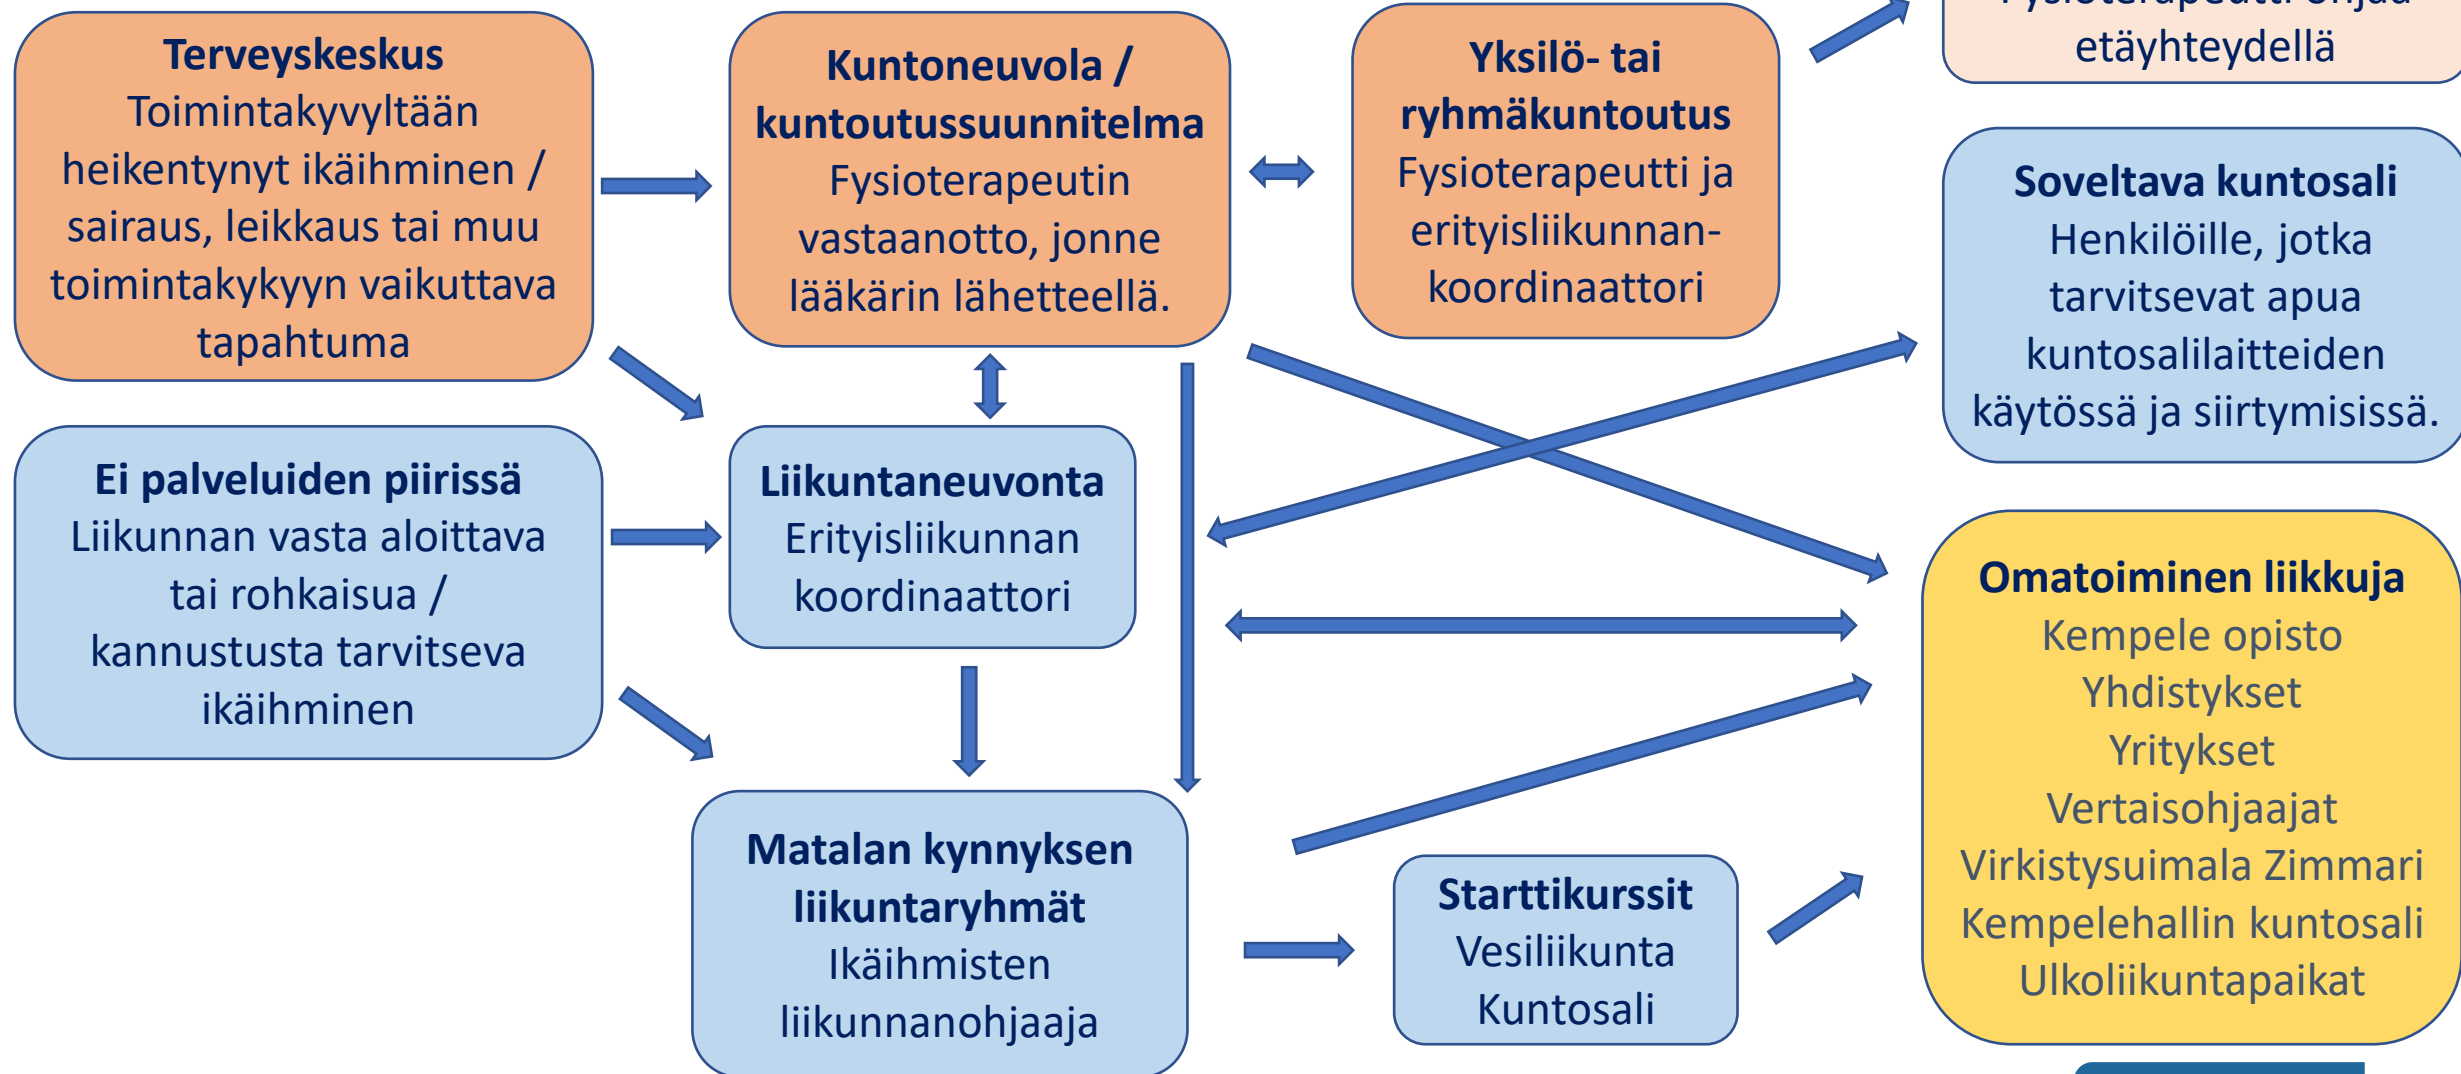 Terveyskeskus
Toimintakyvyltään
heikentynyt ikäihminen /
sairaus, leikkaus tai muu
toimintakykyyn vaikuttava
tapahtuma
Kuntoneuvola /
kuntoutussuunnitelma
Fysioterapeutin
vastaanotto, jonne
lääkärin lähetteellä.
Yksilö- tai
ryhmäkuntoutus
Fysioterapeutti ja
erityisliikunnan-
koordinaattori
Fysioterapeutti ohjaa
etäyhteydellä
Soveltava kuntosali
Henkilöille, jotka
tarvitsevat apua
kuntosalilaitteiden
käytössä ja siirtymisissä.
Ei palveluiden piirissä
Liikunnan vasta aloittava
tai rohkaisua /
kannustusta tarvitseva
ikäihminen
Liikuntaneuvonta
Erityisliikunnan
koordinaattori
Omatoiminen liikkuja
Kempele opisto
Yhdistykset
Yritykset
Vertaisohjaajat
Virkistysuimala Zimmari
Kempelehallin kuntosali
Ulkoliikuntapaikat
Matalan kynnyksen
liikuntaryhmät
Ikäihmisten
liikunnanohjaaja
Starttikurssit
Vesiliikunta
Kuntosali